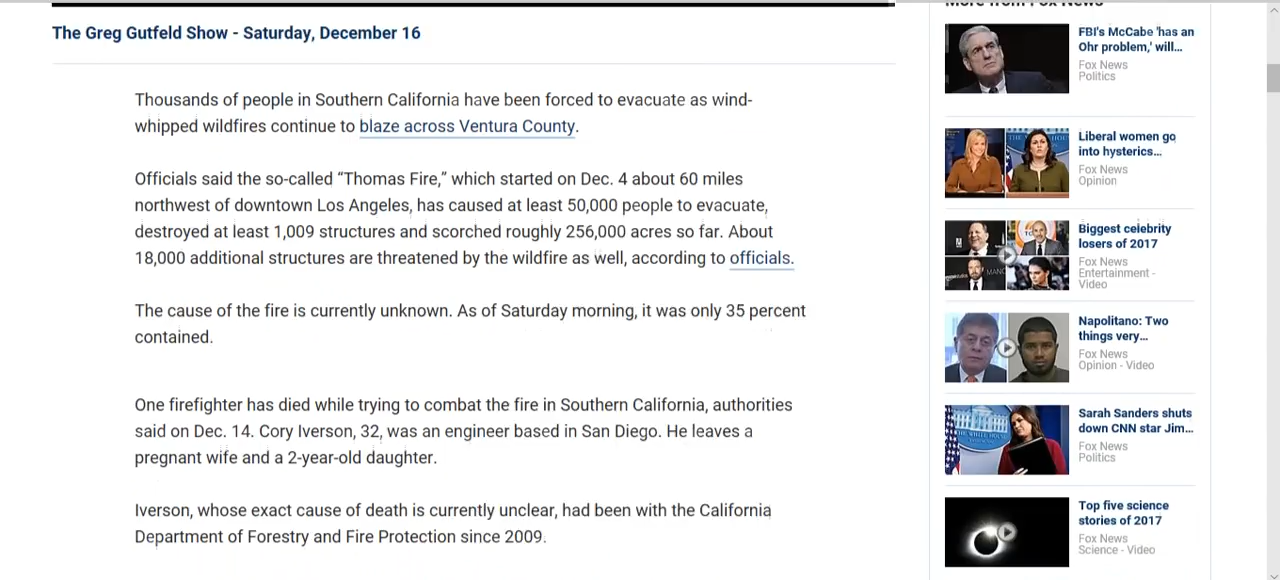 More from Fox News
The Greg Gutfeld Show - Saturday, December 16
Thousands of people in Southern California have been forced to evacuate as wind-
whipped wildfires continue to blaze across Ventura County.
Officials said the so-called “Thomas Fire,” which started on Dec. 4 about 60 miles
northwest of downtown Los Angeles, has caused at least 50,000 people to evacuate,
destroyed at least 1,009 structures and scorched roughly 256,000 acres so far. About
18,000 additional structures are threatened by the wildfire as well, according to officials.
The cause of the fire is currently unknown. As of Saturday morning, it was only 35 percent
contained.
One firefighter has died while trying to combat the fire in Southern California, authorities
said on Dec. 14. Cory Iverson, 32, was an engineer based in San Diego. He leaves a
pregnant wife and a 2-year-old daughter.
Iverson, whose exact cause of death is currently unclear, had been with the California
Department of Forestry and Fire Protection since 2009.
FBI's McCabe 'has an
Ohr problem,' will...
Fox News
Politics
Liberal women go
into hysterics...
Fox News
Opinion
Biggest celebrity
losers of 2017
Fox News
Entertainment -
Video
Napolitano: Two
things very...
Fox News
Opinion - Video
Sarah Sanders shuts
down CNN star Jim...
Fox News
Politics
Top five science
stories of 2017
Fox News
Science - Video